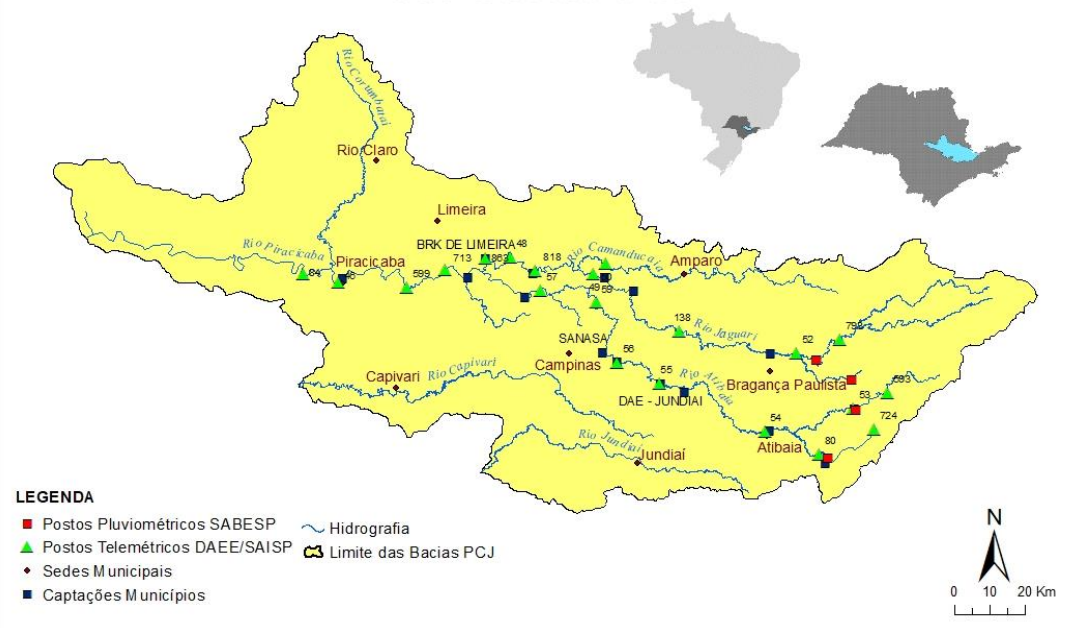 Rio Corumbataí
Rio Claro
Limeira
BRK DE LIMEIRA
48
Rio Camanducaia
Amparo
Rio Piracicaba
Piracicaba
84
599
713
818
57
49
59
138
Rio Jaguari
52
SANASA
56
Campinas
55
Rio Atibaia
Bragança Paulista
DAE - JUNDIAI
Capivari
Rio Capivari
53
593
724
54
Atibaia
80
Rio Jundiaí
Jundiaí
LEGENDA
Postos Pluviométricos SABESP
Postos Telemétricos DAEE/SAISP
Sedes Municipais
Captações Municípios
Hidrografia
Limite das Bacias PCJ
N
0 10 20 Km